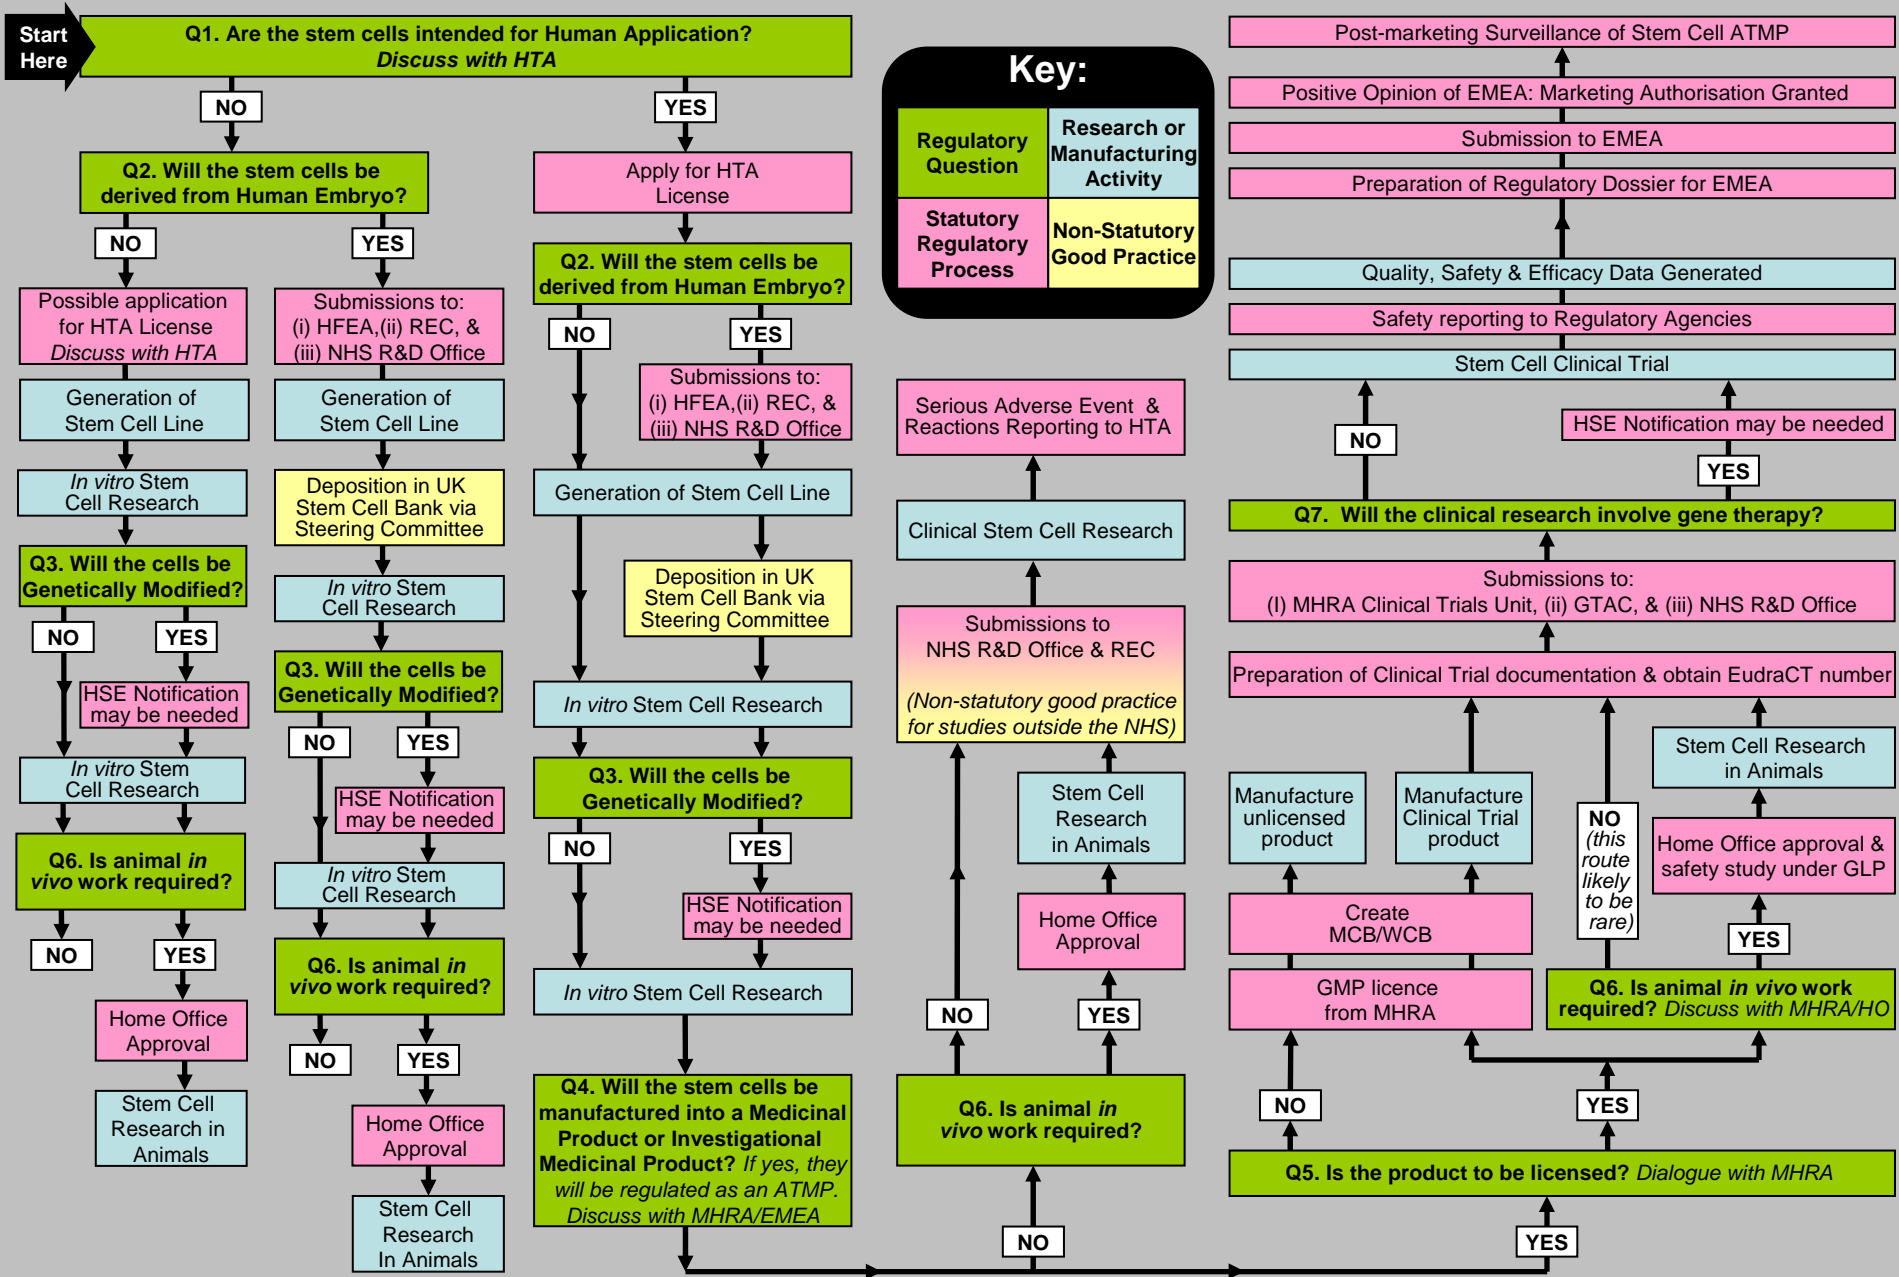 Start
Here
Q1. Are the stem cells intended for Human Application?
Discuss with HTA
NO
YES
Q2. Will the stem cells be
derived from Human Embryo?
NO
YES
Possible application
for HTA License
Discuss with HTA
Generation of
Stem Cell Line
In vitro Stem
Cell Research
Q3. Will the cells be
Genetically Modified?
NO
YES
HSE Notification
may be needed
In vitro Stem
Cell Research
Q6. Is animal in
vivo work required?
NO
YES
Home Office
Approval
Stem Cell
Research in
Animals
Submissions to:
(i) HFEA,(ii) REC, &
(iii) NHS R&D Office
Generation of
Stem Cell Line
Deposition in UK
Stem Cell Bank via
Steering Committee
In vitro Stem
Cell Research
Q3. Will the cells be
Genetically Modified?
NO
YES
HSE Notification
may be needed
In vitro Stem
Cell Research
Q6. Is animal in
vivo work required?
NO
YES
Home Office
Approval
Stem Cell
Research
In Animals
Apply for HTA
License
Q2. Will the stem cells be
derived from Human Embryo?
NO
YES
Submissions to:
(i) HFEA,(ii) REC, &
(iii) NHS R&D Office
Generation of Stem Cell Line
Deposition in UK
Stem Cell Bank via
Steering Committee
In vitro Stem Cell Research
Q3. Will the cells be
Genetically Modified?
NO
YES
HSE Notification
may be needed
In vitro Stem Cell Research
Q4. Will the stem cells be
manufactured into a Medicinal
Product or Investigational
Medicinal Product? If yes, they
will be regulated as an ATMP.
Discuss with MHRA/EMEA
Key:
Regulatory
Question
Research or
Manufacturing
Activity
Statutory
Regulatory
Process
Non-Statutory
Good Practice
Serious Adverse Event &
Reactions Reporting to HTA
Clinical Stem Cell Research
Submissions to
NHS R&D Office & REC
(Non-statutory good practice
for studies outside the NHS)
Stem Cell
Research
in Animals
Home Office
Approval
NO
YES
Q6. Is animal in
vivo work required?
NO
Post-marketing Surveillance of Stem Cell ATMP
Positive Opinion of EMEA: Marketing Authorisation Granted
Submission to EMEA
Preparation of Regulatory Dossier for EMEA
Quality, Safety & Efficacy Data Generated
Safety reporting to Regulatory Agencies
Stem Cell Clinical Trial
HSE Notification may be needed
NO
YES
Q7. Will the clinical research involve gene therapy?
Submissions to:
(I) MHRA Clinical Trials Unit, (ii) GTAC, & (iii) NHS R&D Office
Preparation of Clinical Trial documentation & obtain EudraCT number
Stem Cell Research
in Animals
Manufacture
unlicensed
product
Manufacture
Clinical Trial
product
NO
(this
route
likely
to be
rare)
Home Office approval &
safety study under GLP
Create
MCB/WCB
YES
GMP licence
from MHRA
Q6. Is animal in vivo work
required? Discuss with MHRA/HO
NO
YES
Q5. Is the product to be licensed? Dialogue with MHRA
YES